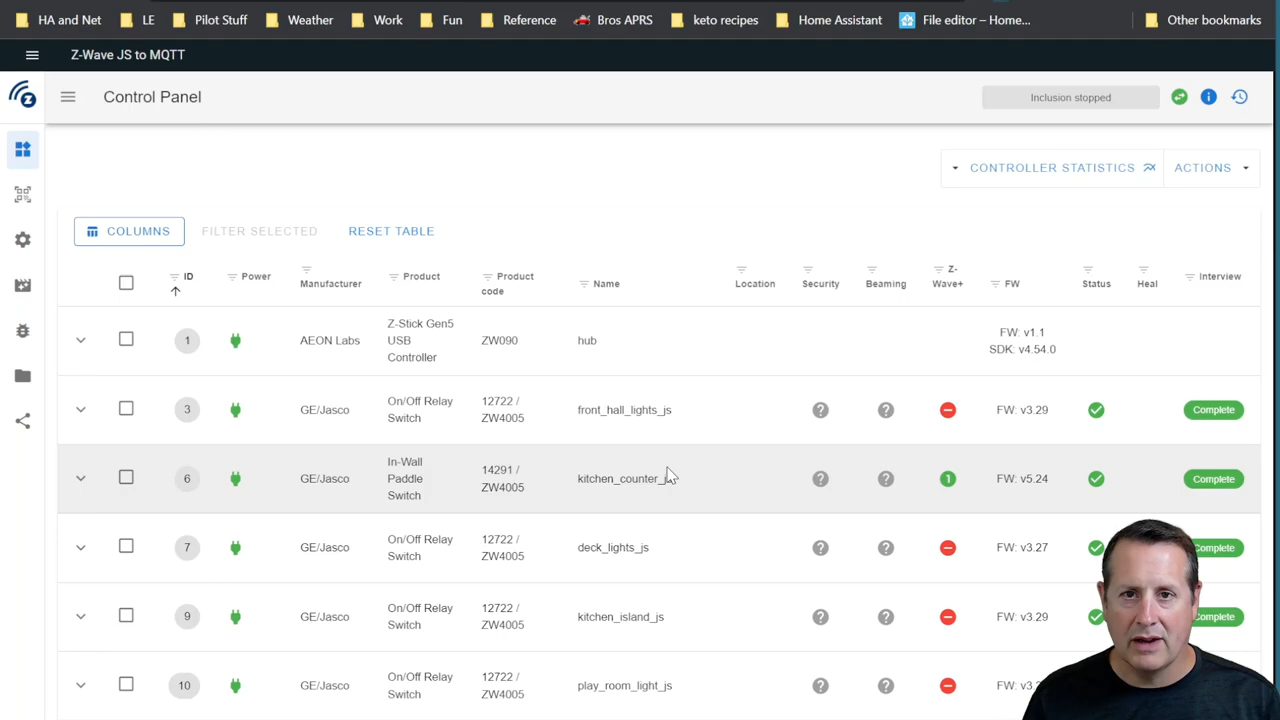 HA and Net LE Pilot Stuff Weather Work Fun Reference Bros APRS keto recipes Home Assistant File editor – Home... Other bookmarks
Z-Wave JS to MQTT
Control Panel Inclusion stopped
CONTROLLER STATISTICS ACTIONS
COLUMNS FILTER SELECTED RESET TABLE
ID Power Manufacturer Product Product code Name Location Security Beaming Z-Wave+ FW Status Heal Interview
1 AEON Labs Z-Stick Gen5 USB Controller ZW090 hub FW: v1.1 SDK: v4.54.0
3 GE/Jasco On/Off Relay Switch 12722 / ZW4005 front_hall_lights_js FW: v3.29 Complete
6 GE/Jasco In-Wall Paddle Switch 14291 / ZW4005 kitchen_counter_js 1 FW: v5.24 Complete
7 GE/Jasco On/Off Relay Switch 12722 / ZW4005 deck_lights_js FW: v3.27 Complete
9 GE/Jasco On/Off Relay Switch 12722 / ZW4005 kitchen_island_js FW: v3.29 Complete
10 GE/Jasco On/Off Relay Switch 12722 / ZW4005 play_room_light_js